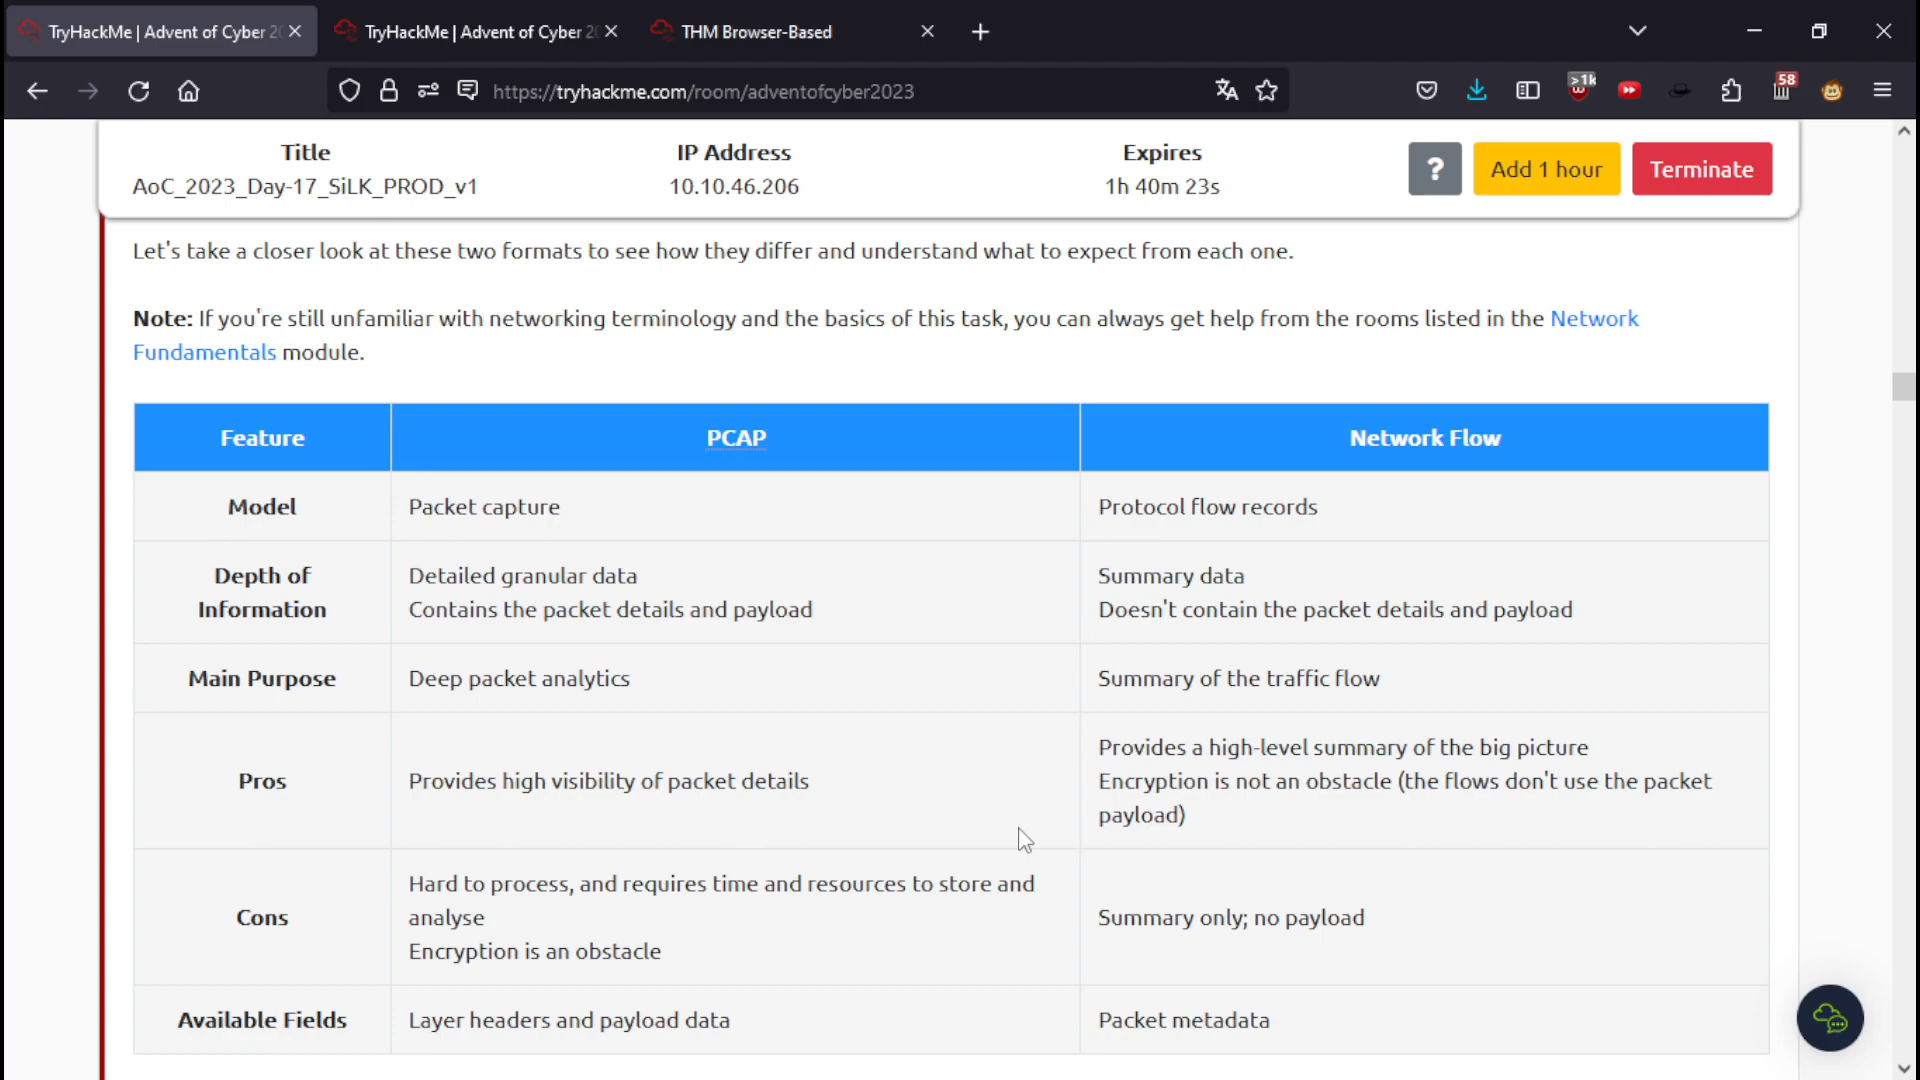 TryHackMe | Advent of Cyber 2
TryHackMe | Advent of Cyber 2
THM Browser-Based
https://tryhackme.com/room/adventofcyber2023
>1k
58
Title
IP Address
Expires
AoC_2023_Day-17_SiLK_PROD_v1
10.10.46.206
1h 40m 23s
?
Add 1 hour
Terminate
Let's take a closer look at these two formats to see how they differ and understand what to expect from each one.
Note: If you're still unfamiliar with networking terminology and the basics of this task, you can always get help from the rooms listed in the Network
Fundamentals module.
Feature
PCAP
Network Flow
Model
Packet capture
Protocol flow records
Depth of
Information
Detailed granular data
Contains the packet details and payload
Summary data
Doesn't contain the packet details and payload
Main Purpose
Deep packet analytics
Summary of the traffic flow
Pros
Provides high visibility of packet details
Provides a high-level summary of the big picture
Encryption is not an obstacle (the flows don't use the packet
payload)
Cons
Hard to process, and requires time and resources to store and
analyse
Encryption is an obstacle
Summary only; no payload
Available Fields
Layer headers and payload data
Packet metadata